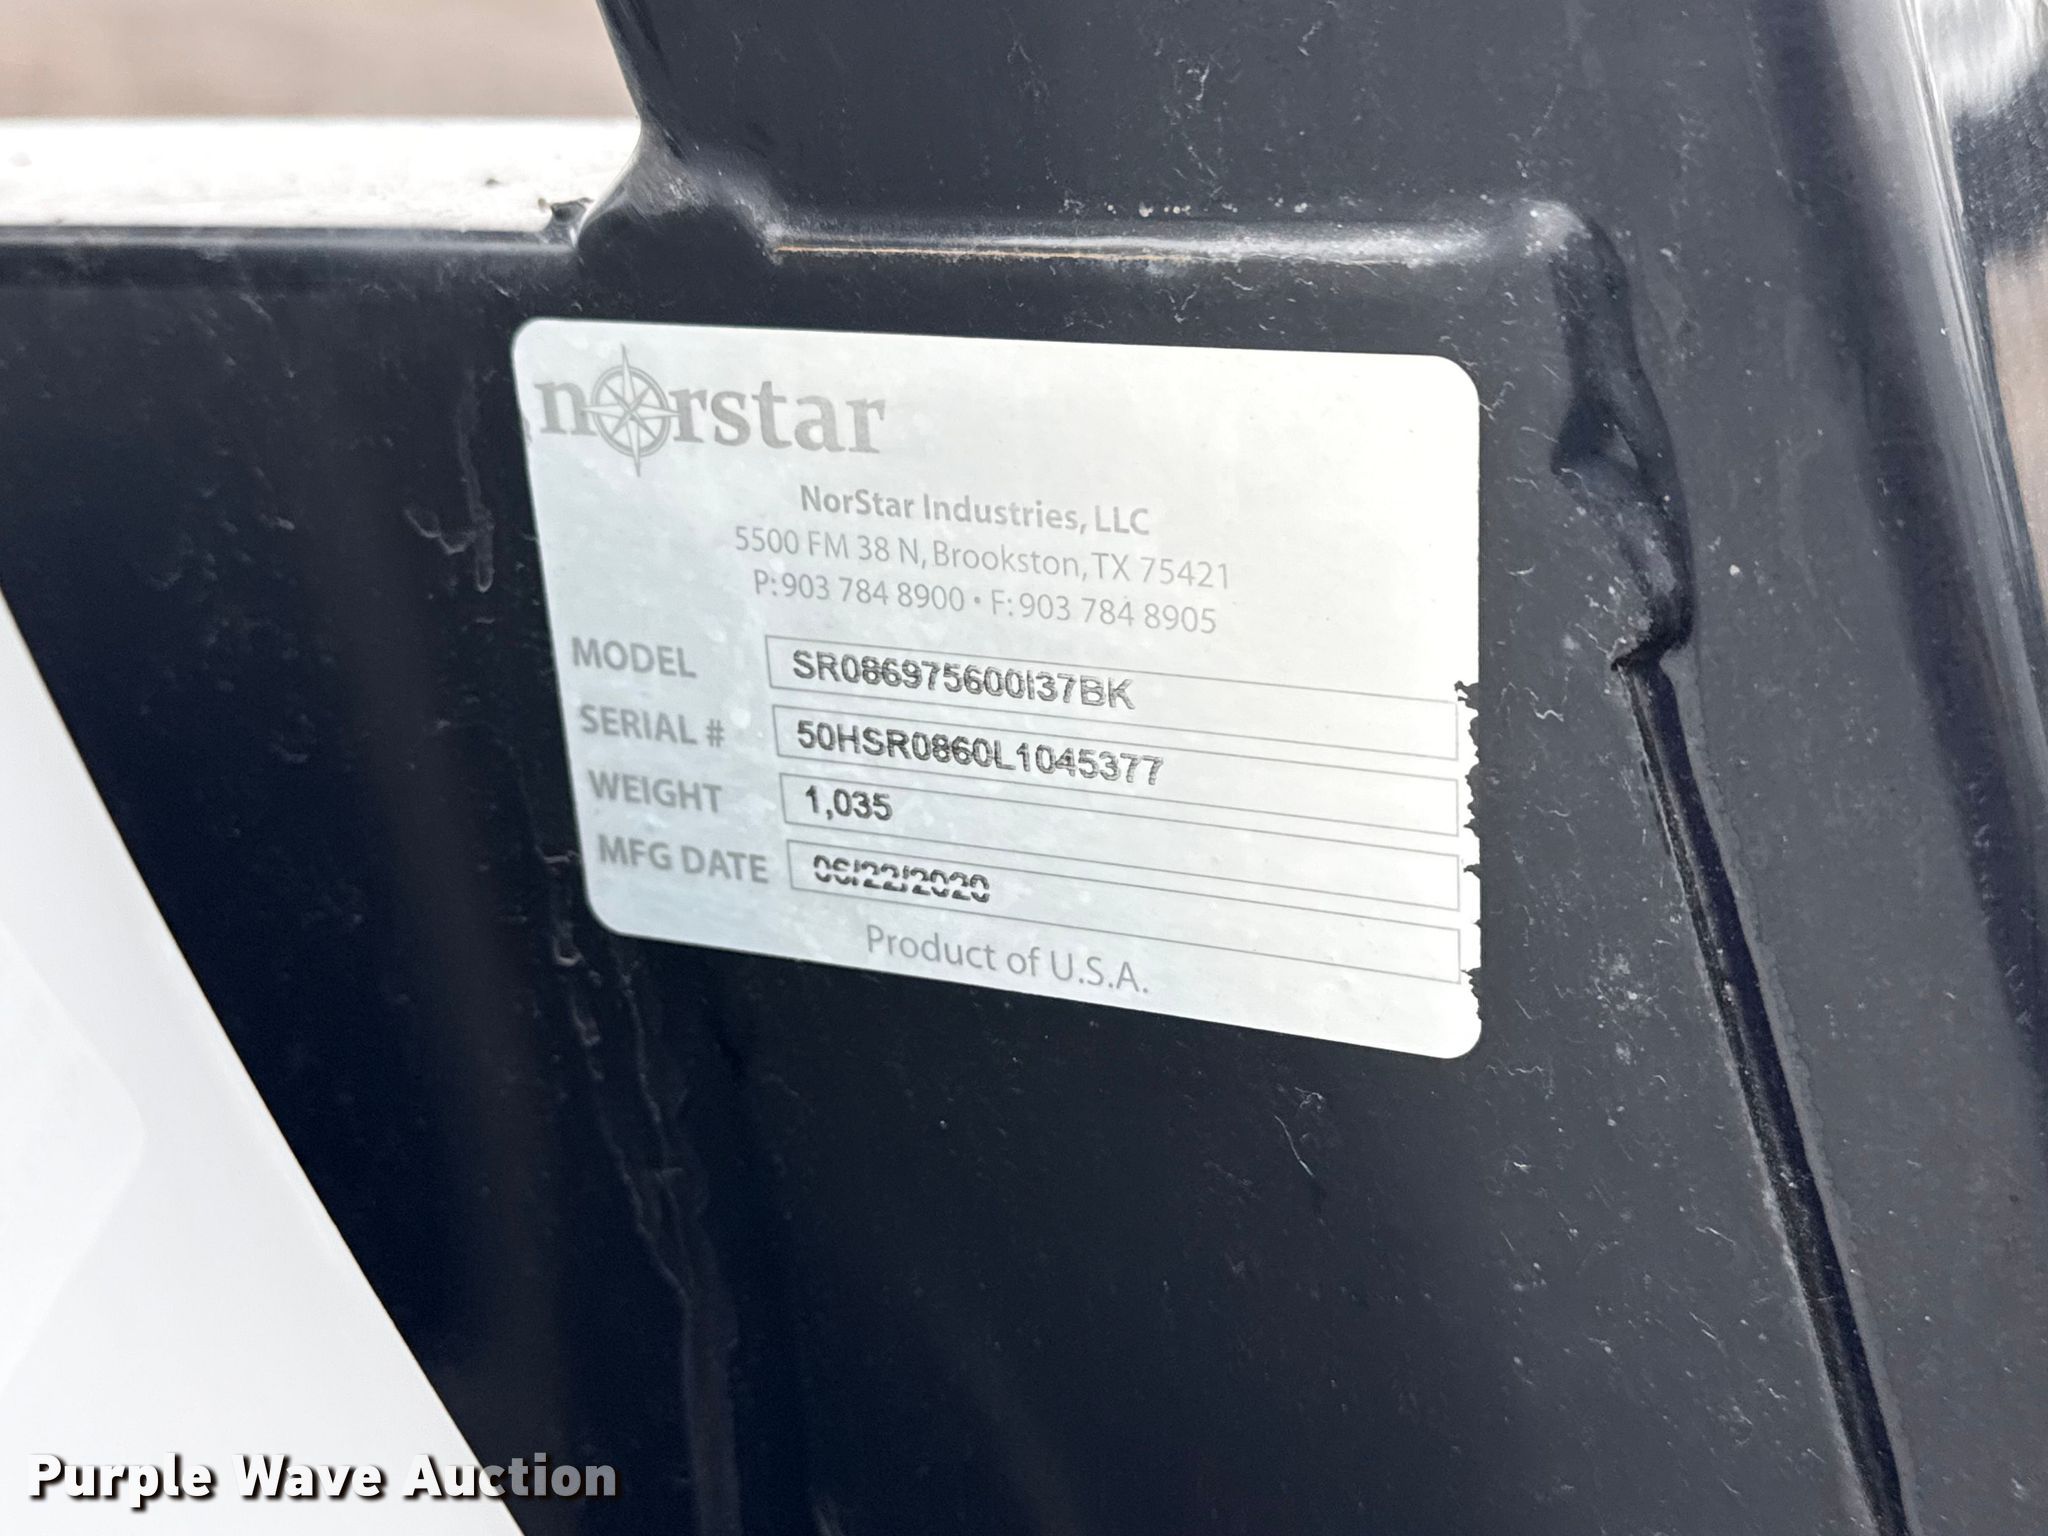 norstar
NorStar Industries, LLC
5500 FM 38 N, Brookston, TX 75421
P: 903 784 8900 • F: 903 784 8905
MODEL SR086975600I37BK
SERIAL # 50HSR0860L1045377
WEIGHT 1,035
MFG DATE 06/22/2020
Product of U.S.A.
Purple Wave Auction